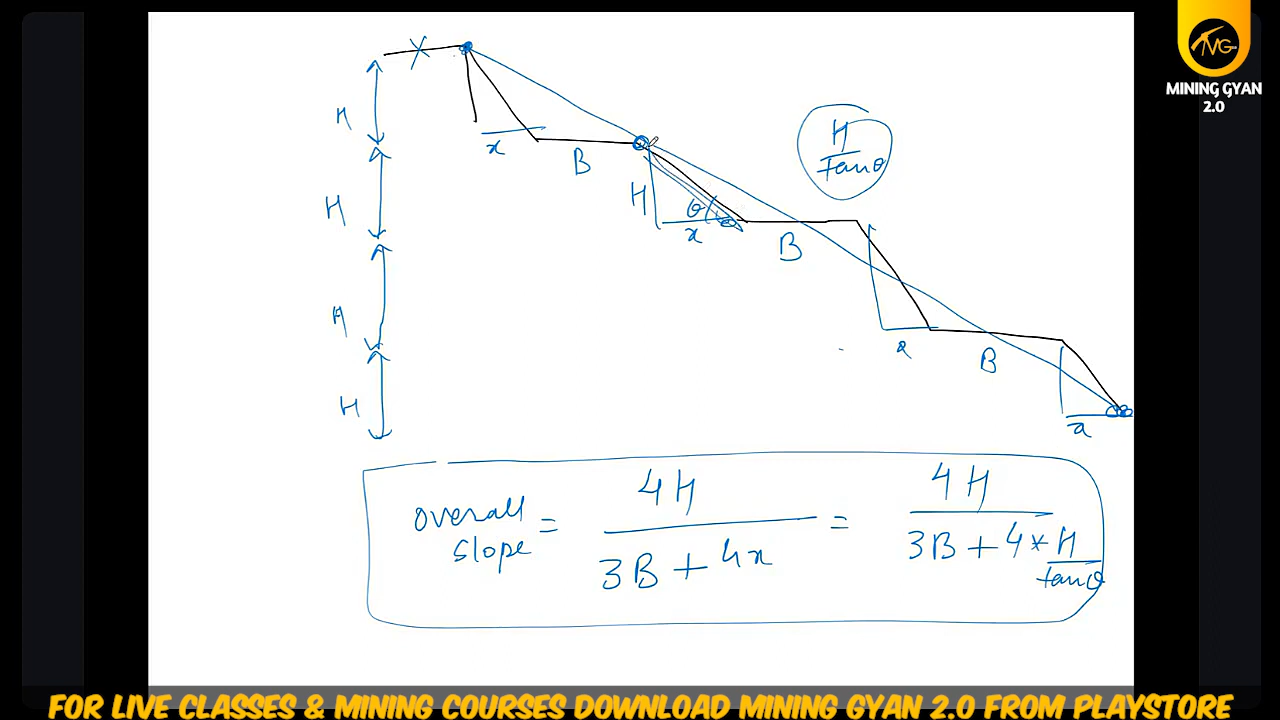 MINING GYAN
2.0
H
x
B
H
H
θ
x
B
H
tanθ
H
B
H
overall slope = 4H / 3B + 4x = 4H / 3B + 4 * H / tanθ
FOR LIVE CLASSES & MINING COURSES DOWNLOAD MINING GYAN 2.0 FROM PLAYSTORE